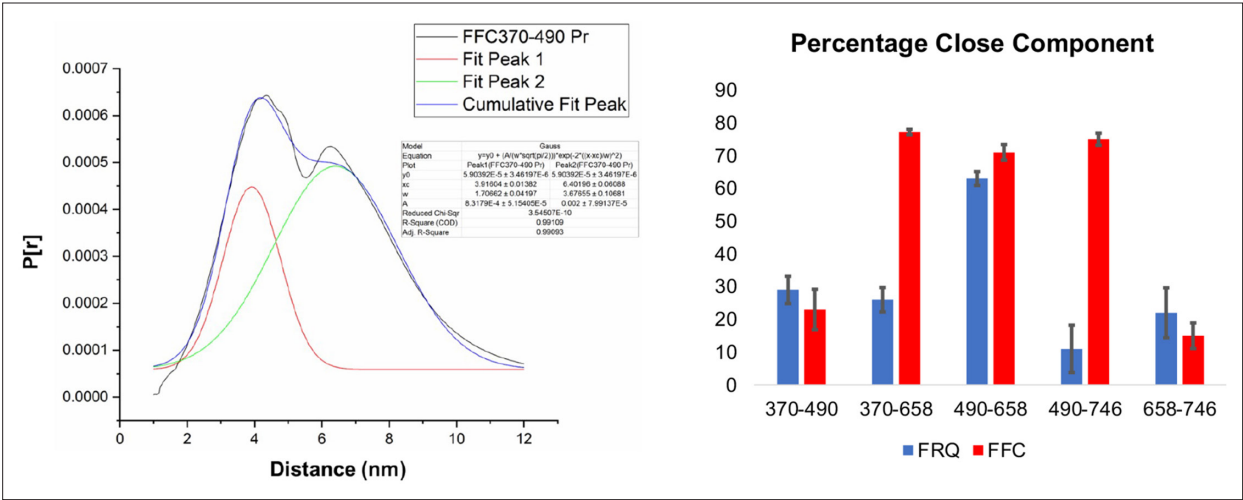 FFC370-490 Pr
Fit Peak 1
Fit Peak 2
Cumulative Fit Peak
Model Gauss
Equation y=y0 + (A/(w*sqrt(pi/2)))*exp(-2*((x-xc)/w)^2)
Plot Peak1(FFC370-490 Pr) Peak2(FFC370-490 Pr)
y0 5.90392E-5 ± 3.46197E-6 5.90392E-5 ± 3.46197E-6
xc 3.91604 ± 0.01382 6.40196 ± 0.06088
w 1.70662 ± 0.04197 3.67655 ± 0.10681
A 8.3179E-4 ± 5.15405E-5 0.002 ± 7.99137E-5
Reduced Chi-Sqr 3.54507E-10
R-Square (COD) 0.99109
Adj. R-Square 0.99093
0.0007
0.0006
0.0005
0.0004
0.0003
0.0002
0.0001
0.0000
P[r]
0 2 4 6 8 10 12
Distance (nm)
Percentage Close Component
90
80
70
60
50
40
30
20
10
0
370-490 370-658 490-658 490-746 658-746
FRQ FFC